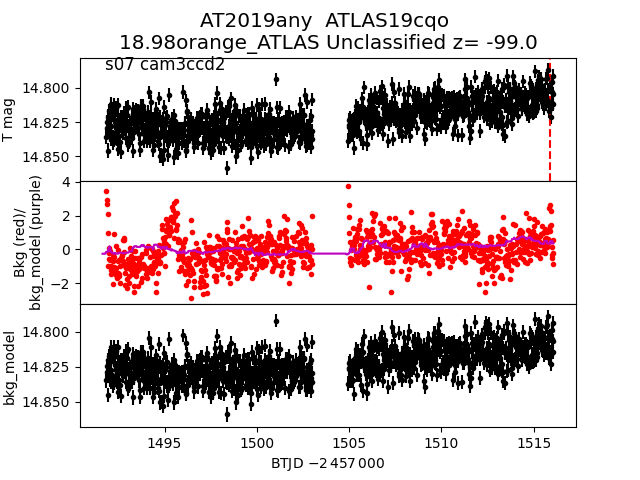 AT2019any  ATLAS19cqo
18.98orange_ATLAS Unclassified z= -99.0
s07 cam3ccd2
T mag
14.800
14.825
14.850
Bkg (red)/
bkg_model (purple)
4
2
0
−2
bkg_model
14.800
14.825
14.850
1495
1500
1505
1510
1515
BTJD −2 457 000